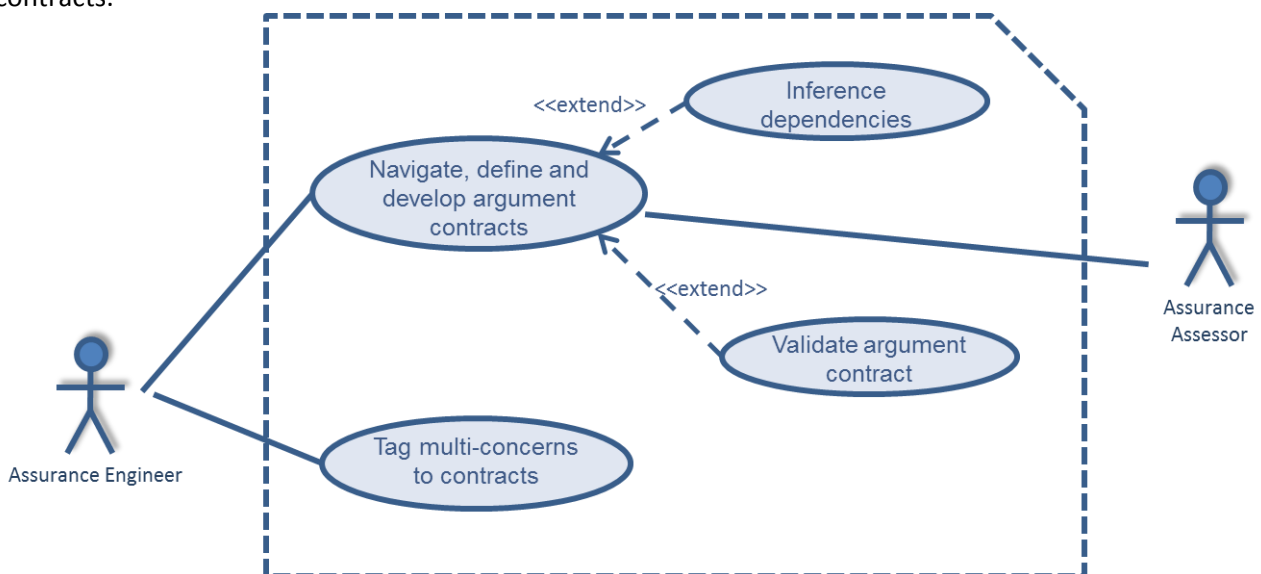 contracts.
Inference
dependencies
<<extend>>
Navigate, define and
develop argument
contracts
<<extend>>
Assurance
Assessor
Validate argument
contract
Tag multi-concerns
to contracts
Assurance Engineer